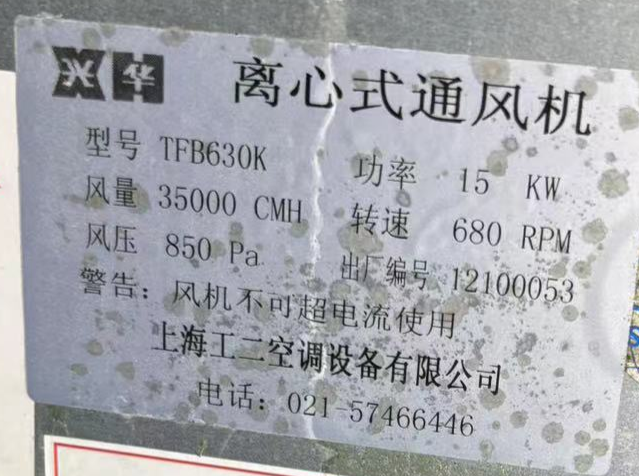 兴华 离心式通风机
型号 TFB630K 功率 15 KW
风量 35000 CMH 转速 680 RPM
风压 850 Pa 出厂编号 12100053
警告：风机不可超电流使用
上海工二空调设备有限公司
电话：021-57466446